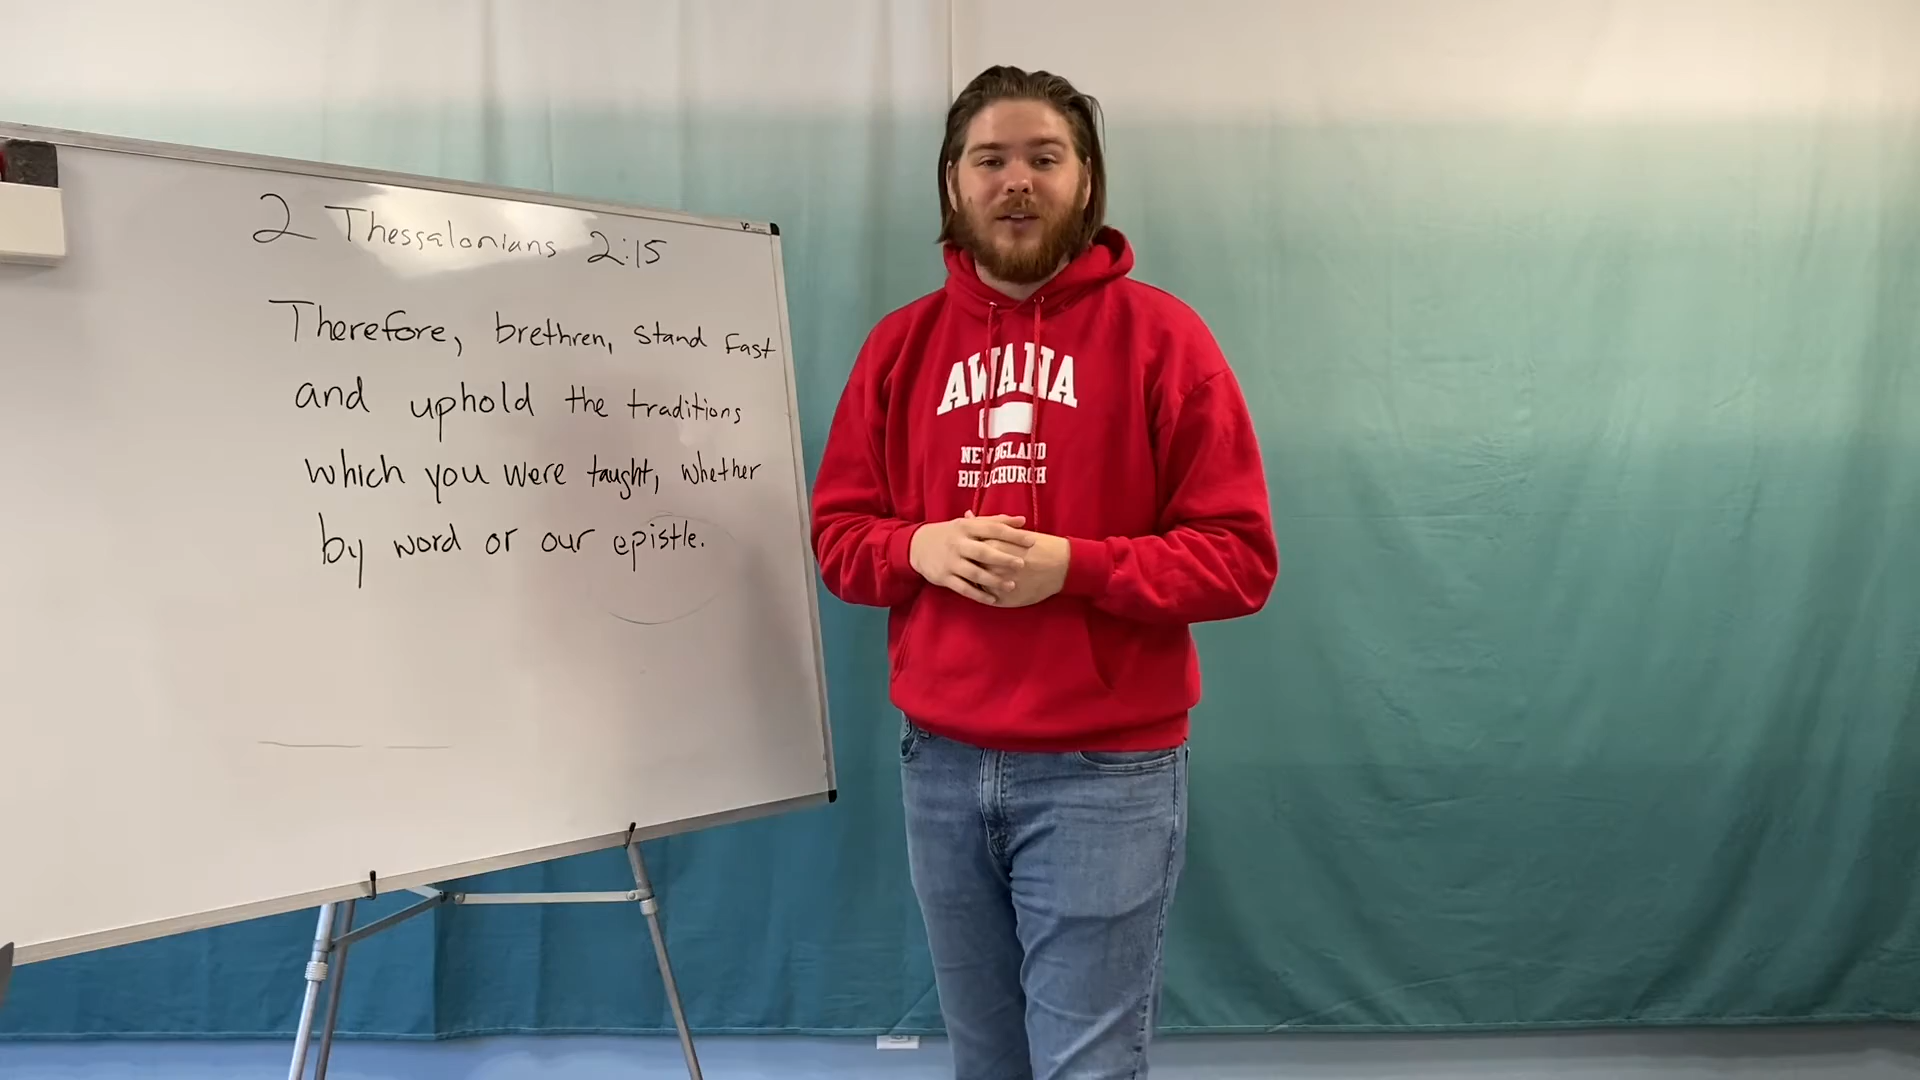 2 Thessalonians 2:15
Therefore, brethren, stand fast
and uphold the traditions
which you were taught, whether
by word or our epistle.
AWANA
NEW ENGLAND
BIBLE CHURCH